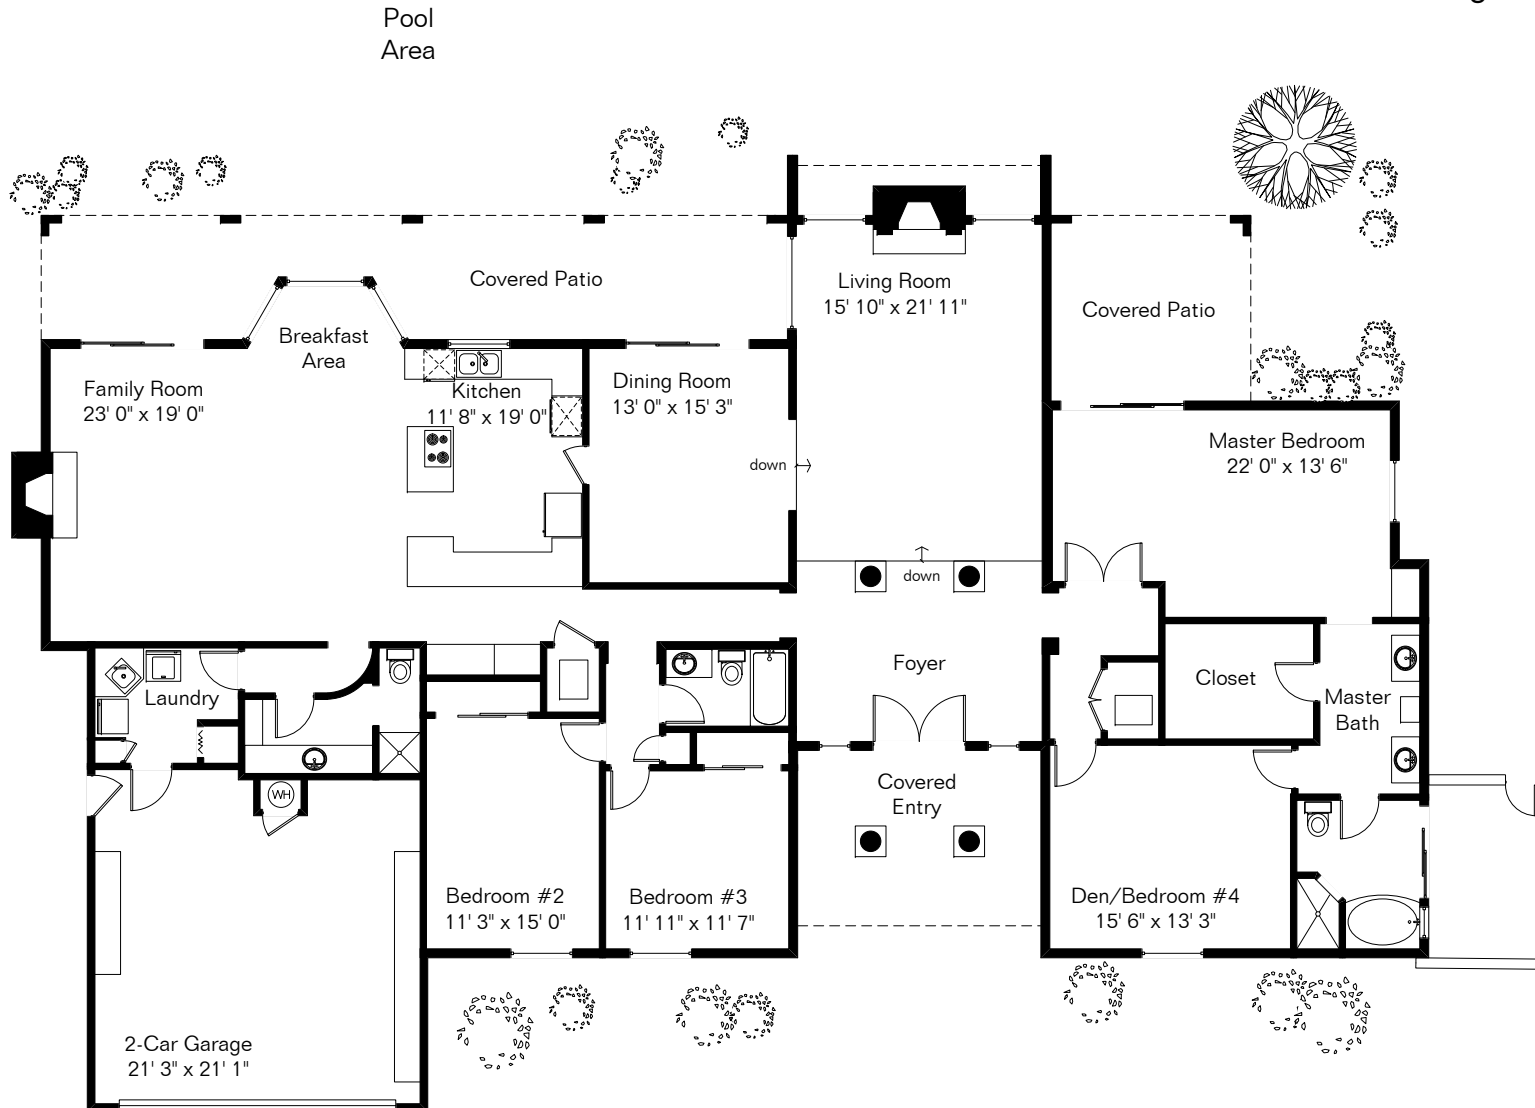 Pool
Area
Covered Patio
Living Room
15' 10" x 21' 11"
Covered Patio
Breakfast
Area
Family Room
23' 0" x 19' 0"
Kitchen
11' 8" x 19' 0"
Dining Room
13' 0" x 15' 3"
down
Master Bedroom
22' 0" x 13' 6"
down
Foyer
Laundry
Closet
Master
Bath
WH
Covered
Entry
Bedroom #2
11' 3" x 15' 0"
Bedroom #3
11' 11" x 11' 7"
Den/Bedroom #4
15' 6" x 13' 3"
2-Car Garage
21' 3" x 21' 1"